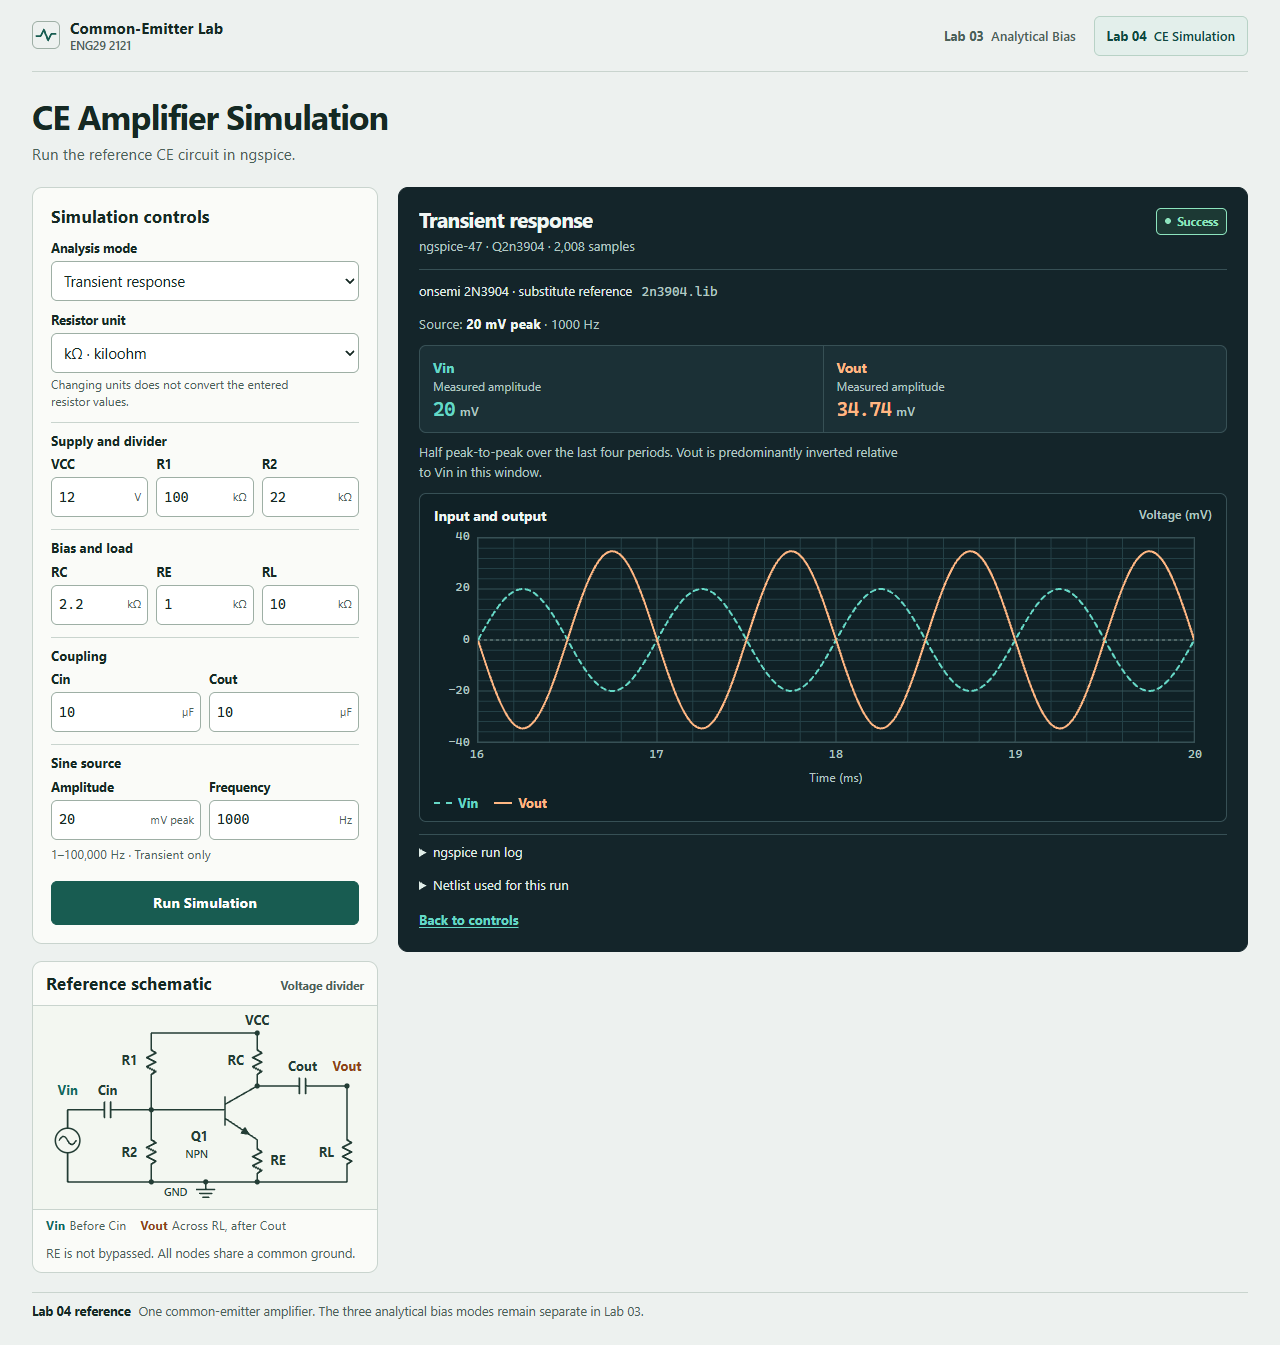 Common-Emitter Lab
ENG29 2121
Lab 03 Analytical Bias
Lab 04 CE Simulation
CE Amplifier Simulation
Run the reference CE circuit in ngspice.
Simulation controls
Analysis mode
Transient response
Resistor unit
kΩ · kiloohm
Changing units does not convert the entered
resistor values.
Supply and divider
VCC R1 R2
12 V 100 kΩ 22 kΩ
Bias and load
RC RE RL
2.2 kΩ 1 kΩ 10 kΩ
Coupling
Cin Cout
10 µF 10 µF
Sine source
Amplitude Frequency
20 mV peak 1000 Hz
1–100,000 Hz · Transient only
Run Simulation
Transient response
Success
ngspice-47 · Q2n3904 · 2,008 samples
onsemi 2N3904 · substitute reference 2n3904.lib
Source: 20 mV peak · 1000 Hz
Vin
Measured amplitude
20 mV
Vout
Measured amplitude
34.74 mV
Half peak-to-peak over the last four periods. Vout is predominantly inverted relative
to Vin in this window.
Input and output
Voltage (mV)
40
20
0
−20
−40
16 17 18 19 20
Time (ms)
Vin Vout
ngspice run log
Netlist used for this run
Back to controls
Reference schematic
Voltage divider
VCC
R1 RC
Cout Vout
Vin Cin
Q1
NPN
R2 RE RL
GND
Vin Before Cin Vout Across RL, after Cout
RE is not bypassed. All nodes share a common ground.
Lab 04 reference One common-emitter amplifier. The three analytical bias modes remain separate in Lab 03.